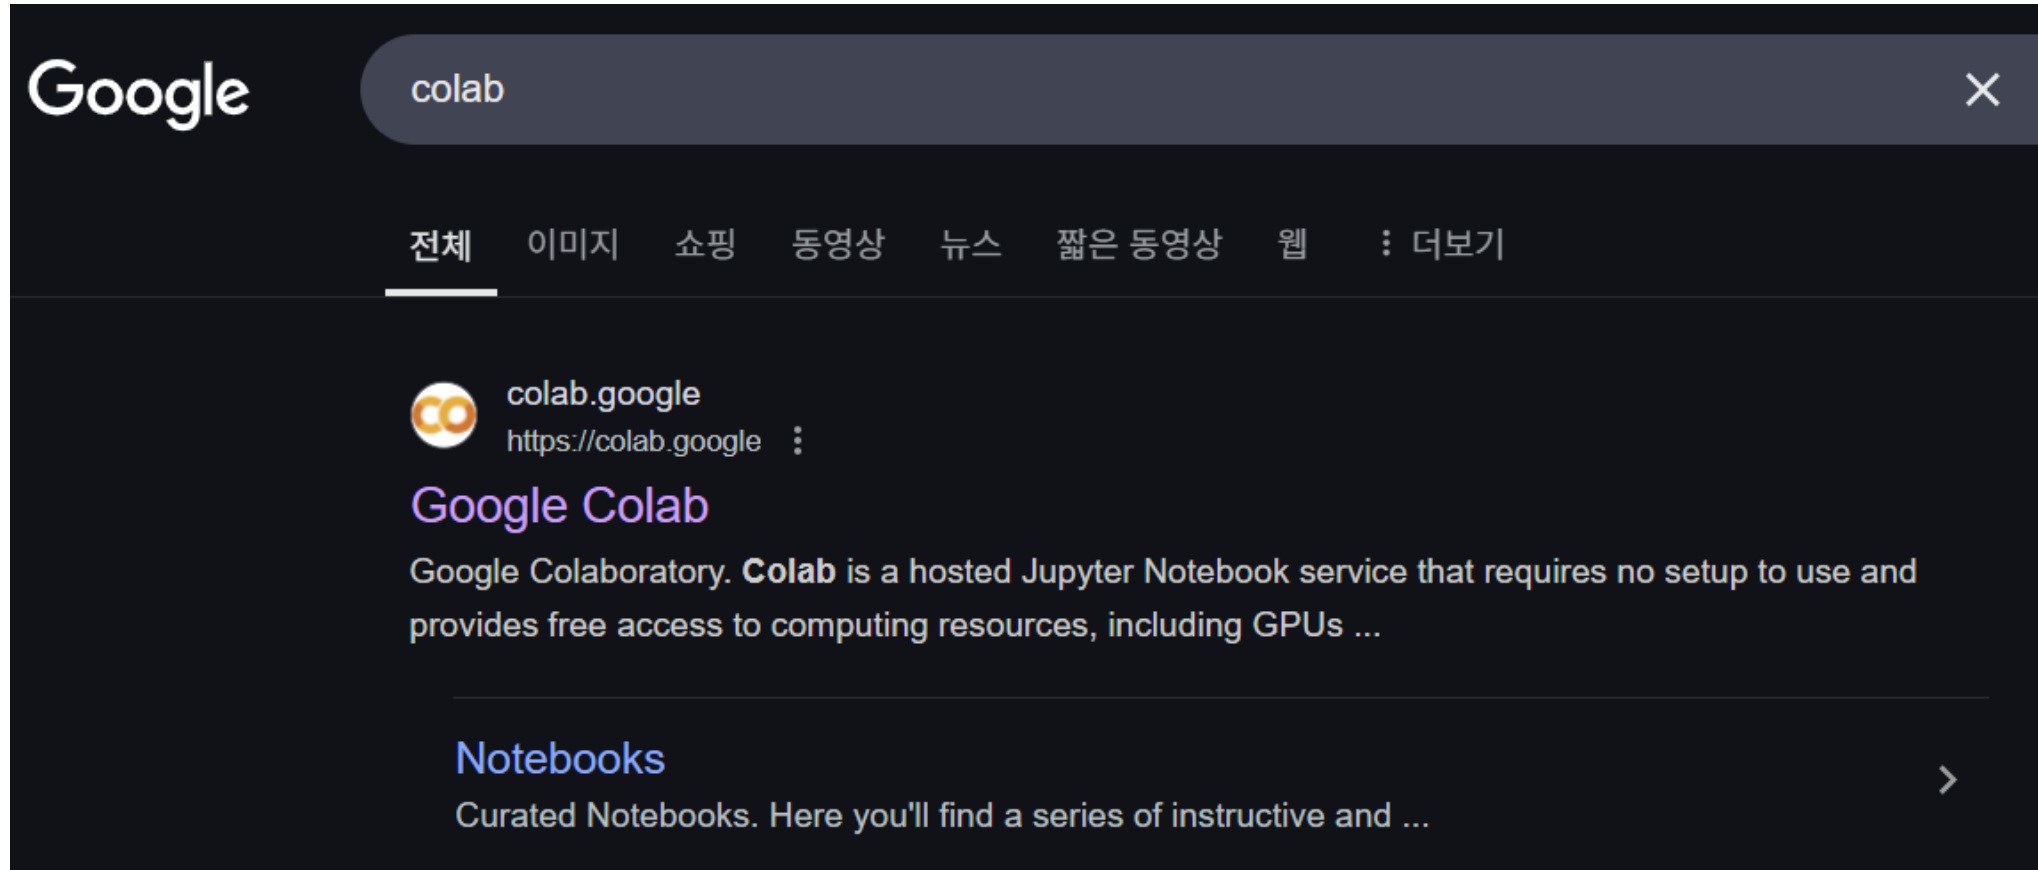 Google
colab
전체 이미지 쇼핑 동영상 뉴스 짧은 동영상 웹 더보기
CO
colab.google
https://colab.google
Google Colab
Google Colaboratory. Colab is a hosted Jupyter Notebook service that requires no setup to use and
provides free access to computing resources, including GPUs ...
Notebooks
Curated Notebooks. Here you'll find a series of instructive and ...